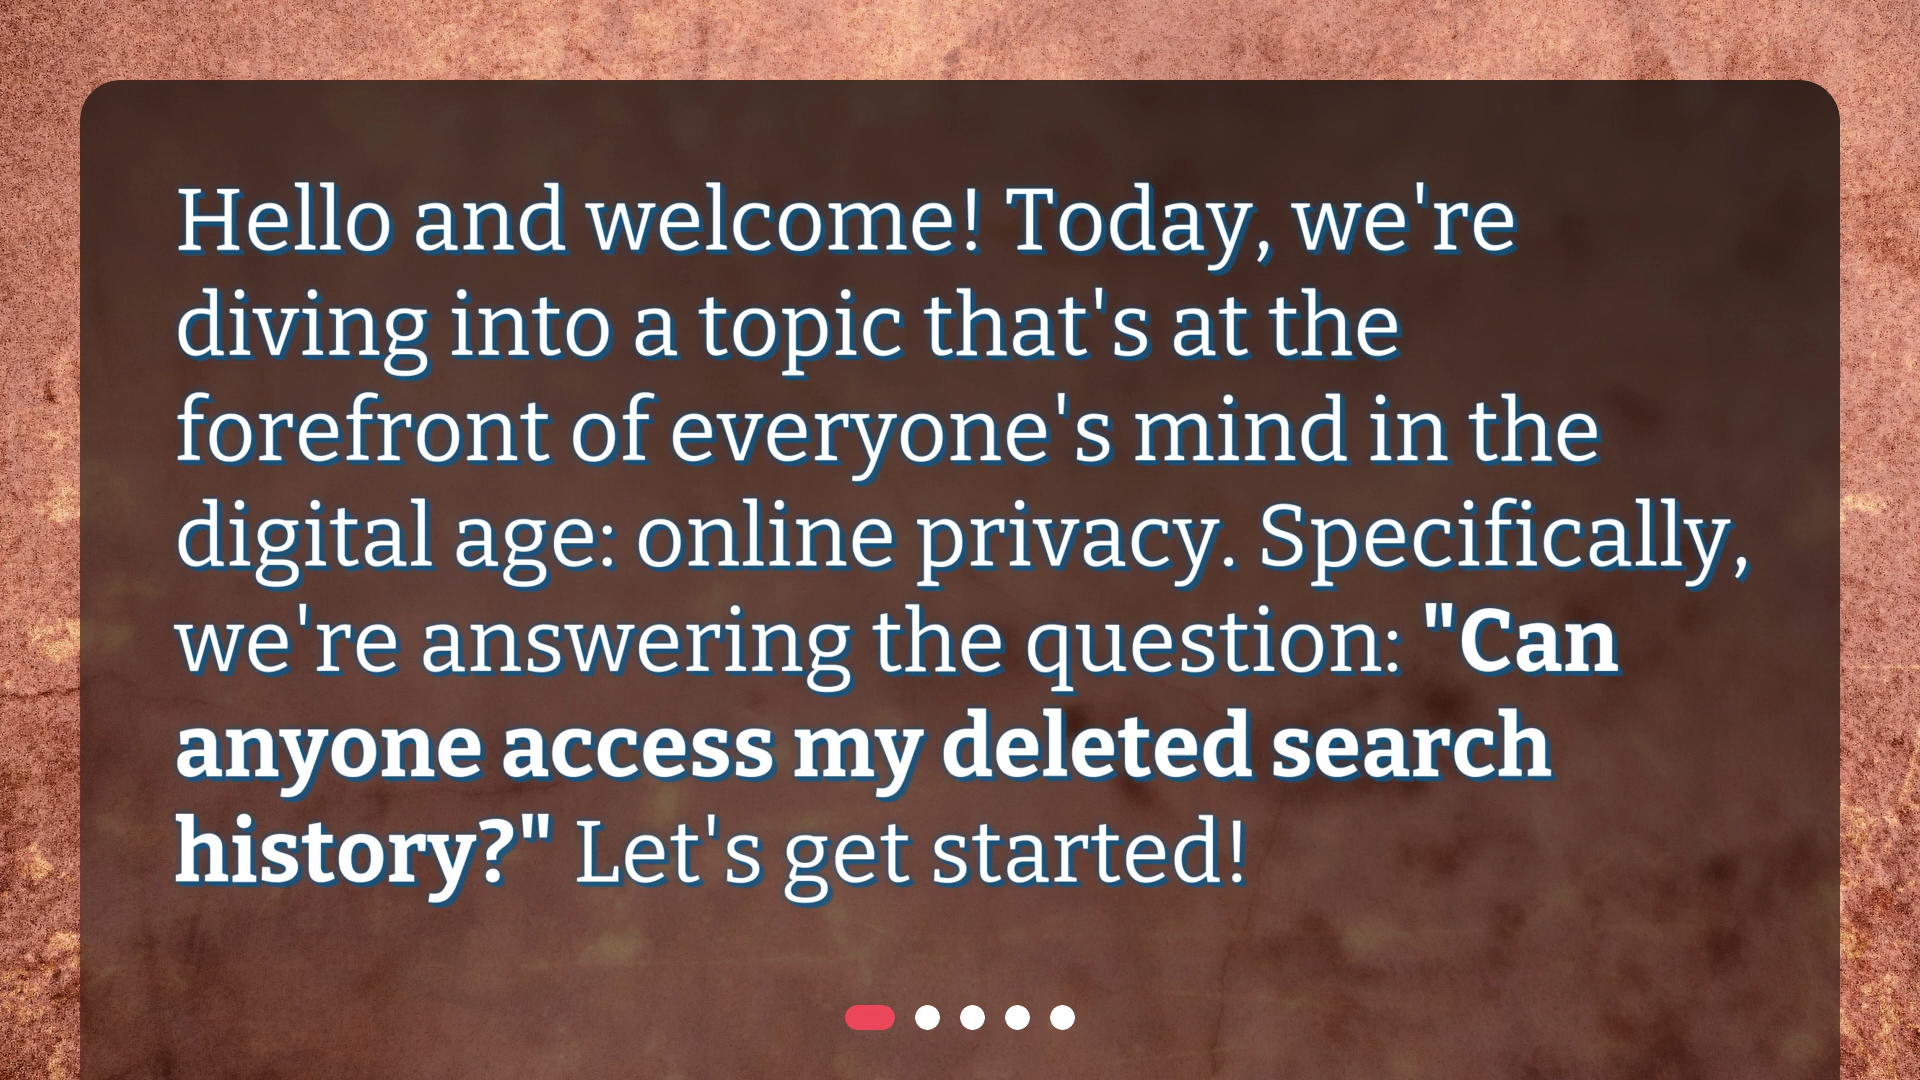 Hello and welcome! Today, we're
diving into a topic that's at the
forefront of everyone's mind in the
digital age: online privacy. Specifically,
we're answering the question: "Can
anyone access my deleted search
history?" Let's get started!